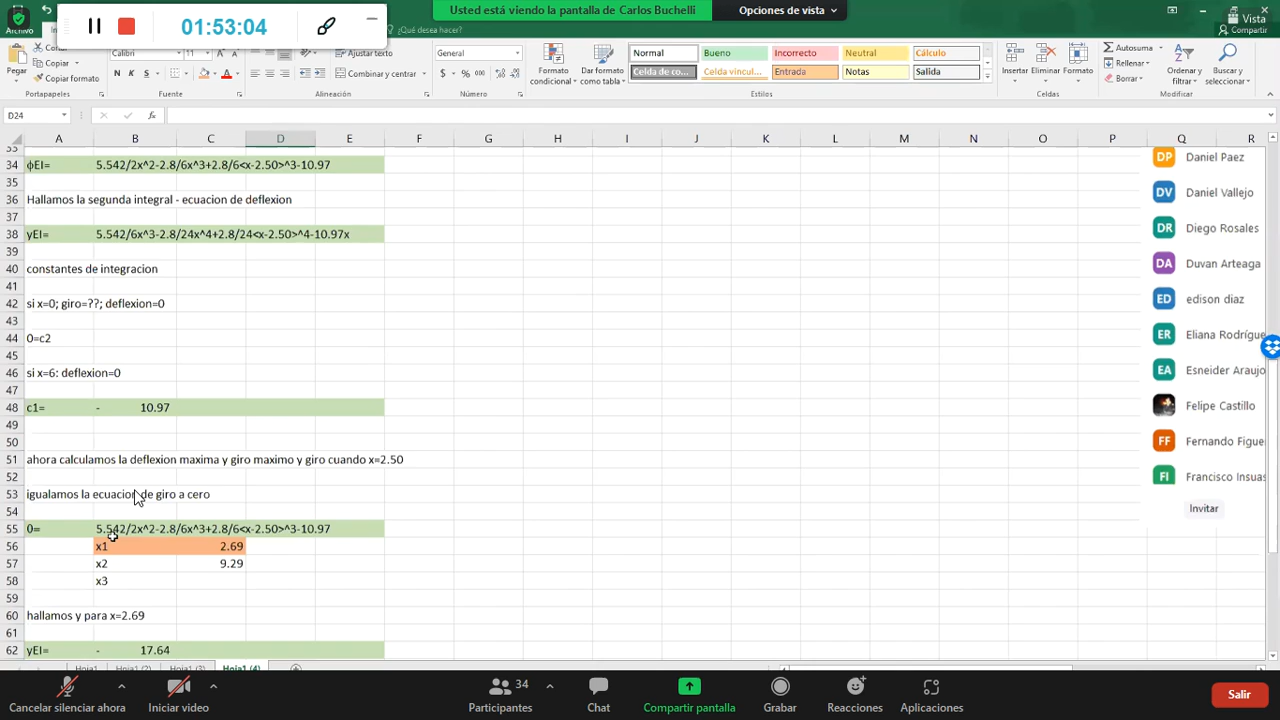 Usted está viendo la pantalla de Carlos Buchelli
Opciones de vista
01:53:04
Archivo
¿Qué desea hacer?
Vista
Compartir
Pegar
Cortar
Copiar
Copiar formato
Portapapeles
Calibri
11
N K S
Fuente
Ajustar texto
Combinar y centrar
Alineación
General
$ % 000
Número
Formato condicional
Dar formato como tabla
Normal
Bueno
Incorrecto
Neutral
Cálculo
Celda de co...
Celda vincul...
Entrada
Notas
Salida
Estilos
Insertar
Eliminar
Formato
Celdas
Autosuma
Rellenar
Borrar
Ordenar y filtrar
Buscar y seleccionar
Modificar
D24
fx
A B C D E F G H I J K L M N O P Q R
33
34 ϕEI= 5.542/2x^2-2.8/6x^3+2.8/6<x-2.50>^3-10.97
35
36 Hallamos la segunda integral - ecuacion de deflexion
37
38 yEI= 5.542/6x^3-2.8/24x^4+2.8/24<x-2.50>^4-10.97x
39
40 constantes de integracion
41
42 si x=0; giro=??; deflexion=0
43
44 0=c2
45
46 si x=6: deflexion=0
47
48 c1= - 10.97
49
50
51 ahora calculamos la deflexion maxima y giro maximo y giro cuando x=2.50
52
53 igualamos la ecuacion de giro a cero
54
55 0= 5.542/2x^2-2.8/6x^3+2.8/6<x-2.50>^3-10.97
56 x1 2.69
57 x2 9.29
58 x3
59
60 hallamos y para x=2.69
61
62 yEI= - 17.64
Hoja1 Hoja1 (2) Hoja1 (3) Hoja1 (4)
DP Daniel Paez
DV Daniel Vallejo
DR Diego Rosales
DA Duvan Arteaga
ED edison diaz
ER Eliana Rodrígue
EA Esneider Araujo
Felipe Castillo
FF Fernando Figue
FI Francisco Insuas
Invitar
Cancelar silenciar ahora
Iniciar video
34
Participantes
Chat
Compartir pantalla
Grabar
Reacciones
Aplicaciones
Salir